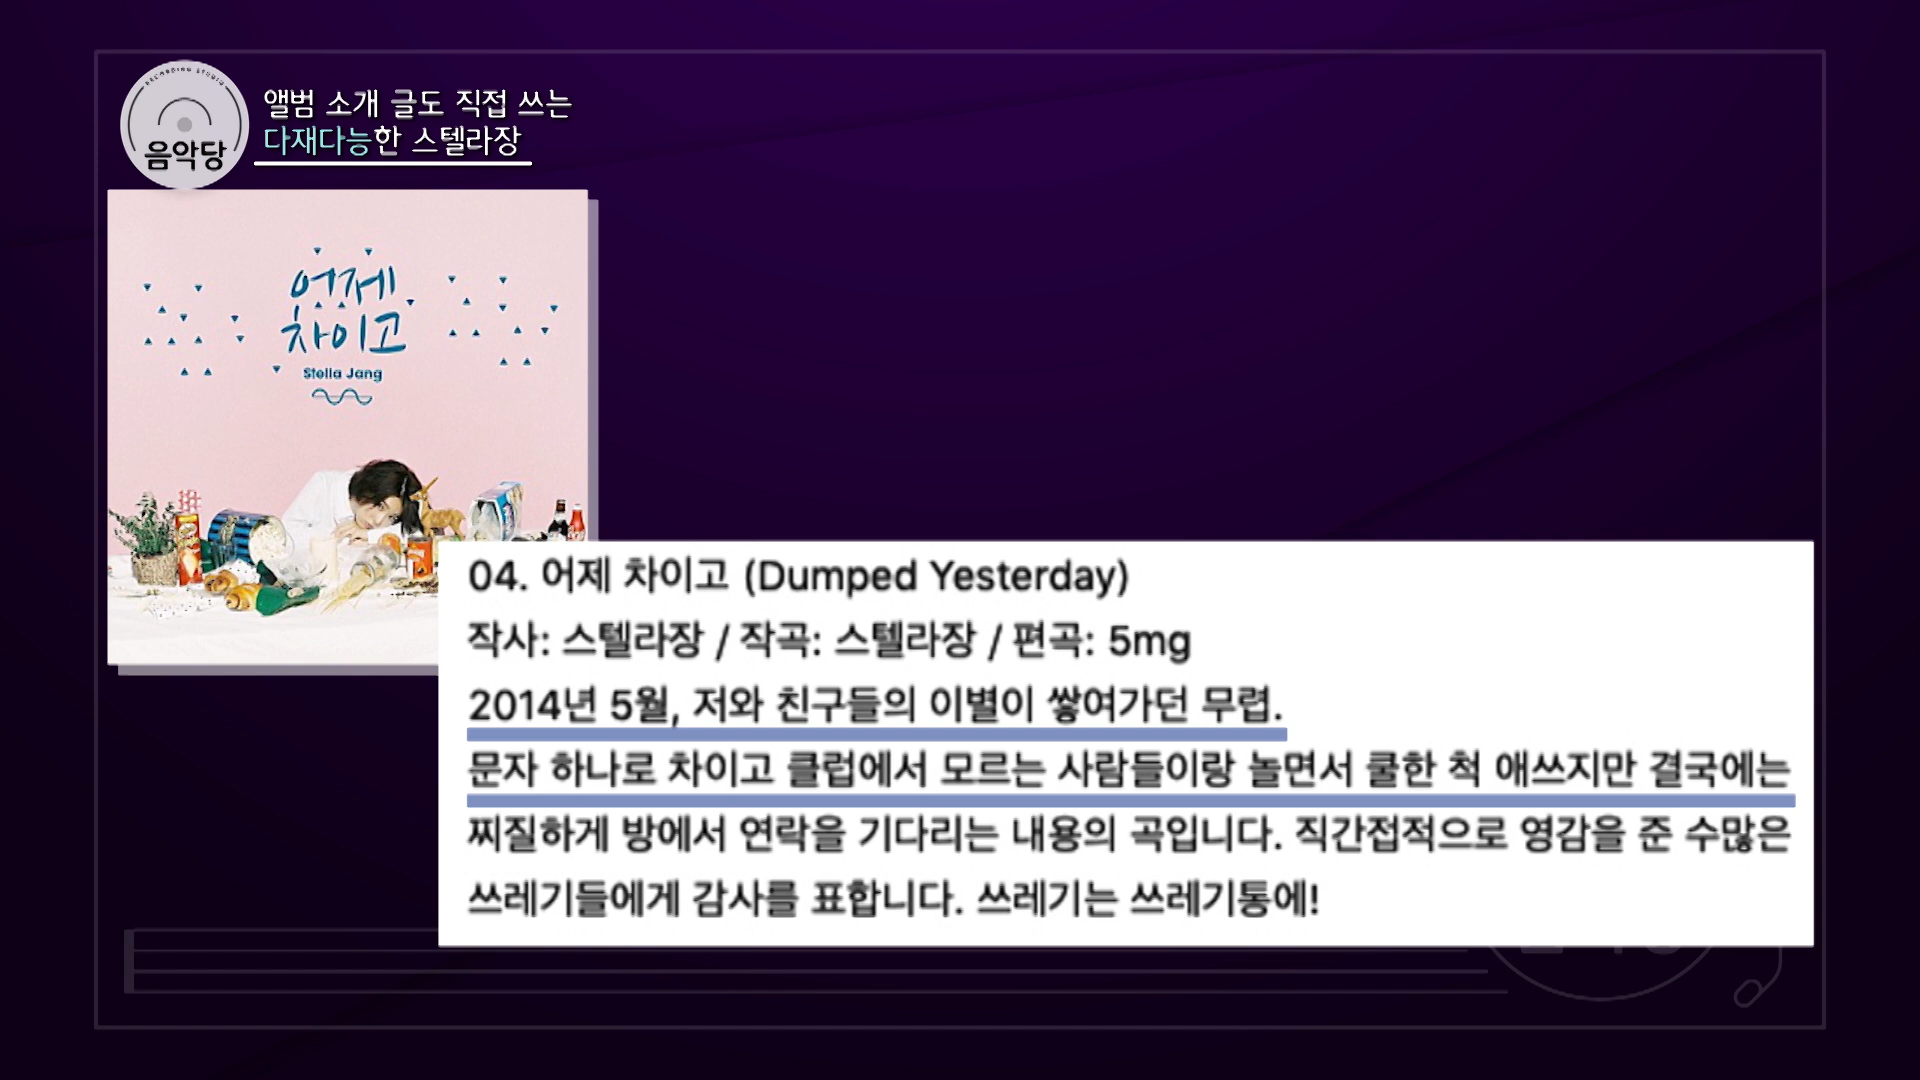 RECORDING STUDIO
음악당
앨범 소개 글도 직접 쓰는
다재다능한 스텔라장
어제
차이고
Stella Jang
04. 어제 차이고 (Dumped Yesterday)
작사: 스텔라장 / 작곡: 스텔라장 / 편곡: 5mg
2014년 5월, 저와 친구들의 이별이 쌓여가던 무렵.
문자 하나로 차이고 클럽에서 모르는 사람들이랑 놀면서 쿨한 척 애쓰지만 결국에는
찌질하게 방에서 연락을 기다리는 내용의 곡입니다. 직간접적으로 영감을 준 수많은
쓰레기들에게 감사를 표합니다. 쓰레기는 쓰레기통에!